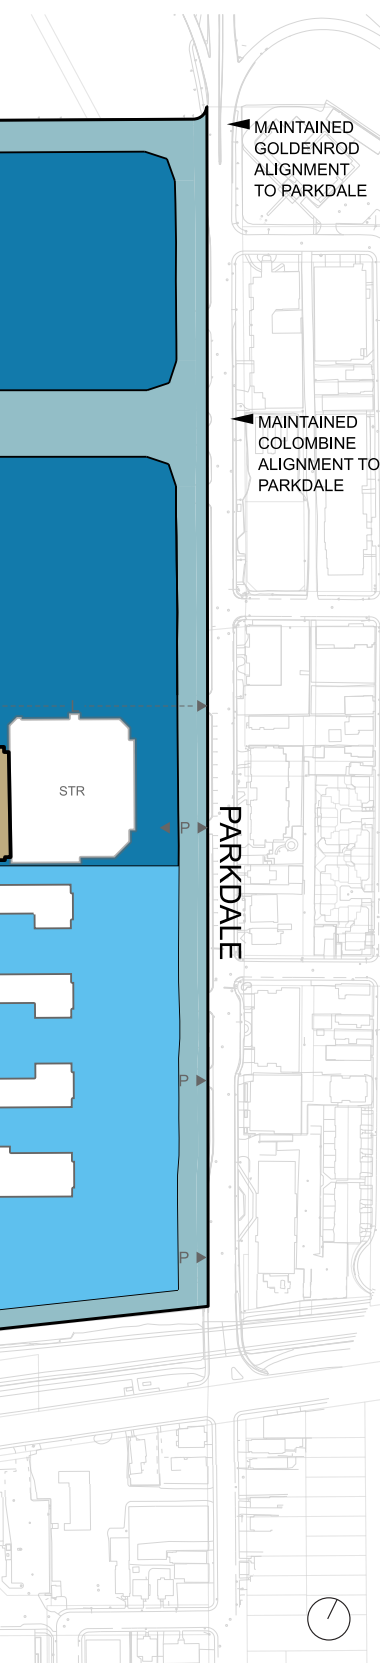 MAINTAINED
GOLDENROD
ALIGNMENT
TO PARKDALE
MAINTAINED
COLOMBINE
ALIGNMENT TO
PARKDALE
STR
P
PARKDALE
P
P